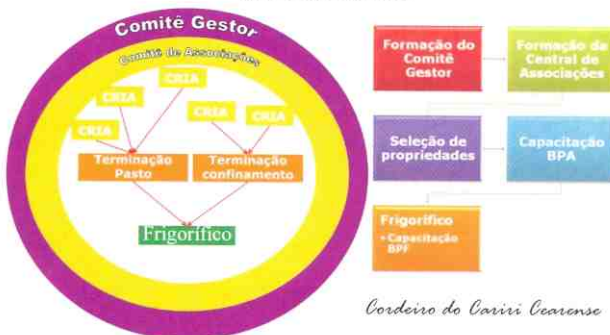 Comitê Gestor
Comitê de Associações
CRIA
CRIA
CRIA
CRIA
CRIA
Terminação
Pasto
Terminação
confinamento
Frigorífico
Formação do
Comitê
Gestor
Formação da
Central de
Associações
Seleção de
propriedades
Capacitação
BPA
Frigorífico
• Capacitação
BPF
Cordeiro do Cariri Cearense